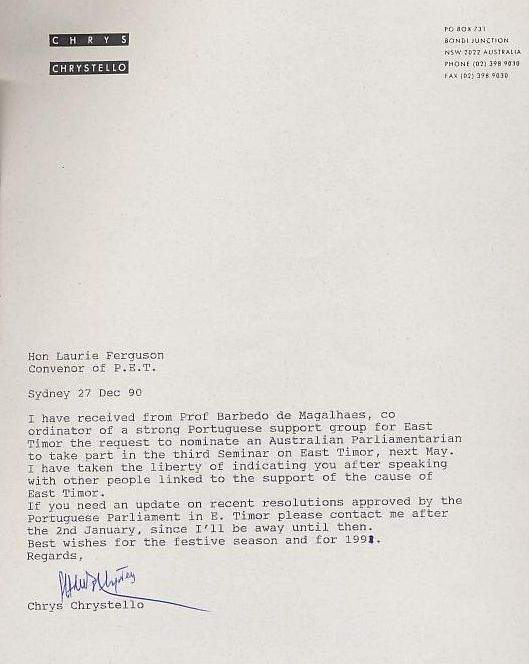 CHRYS
CHRYSTELLO
PO BOX 731
BONDI JUNCTION
NSW 2022 AUSTRALIA
PHONE (02) 398 9030
FAX (02) 398 9030
Hon Laurie Ferguson
Convenor of P.E.T.
Sydney 27 Dec 90
I have received from Prof Barbedo de Magalhaes, co
ordinator of a strong Portuguese support group for East
Timor the request to nominate an Australian Parliamentarian
to take part in the third Seminar on East Timor, next May.
I have taken the liberty of indicating you after speaking
with other people linked to the support of the cause of
East Timor.
If you need an update on recent resolutions approved by the
Portuguese Parliament in E. Timor please contact me after
the 2nd January, since I'll be away until then.
Best wishes for the festive season and for 1991.
Regards,
Chrys Chrystello